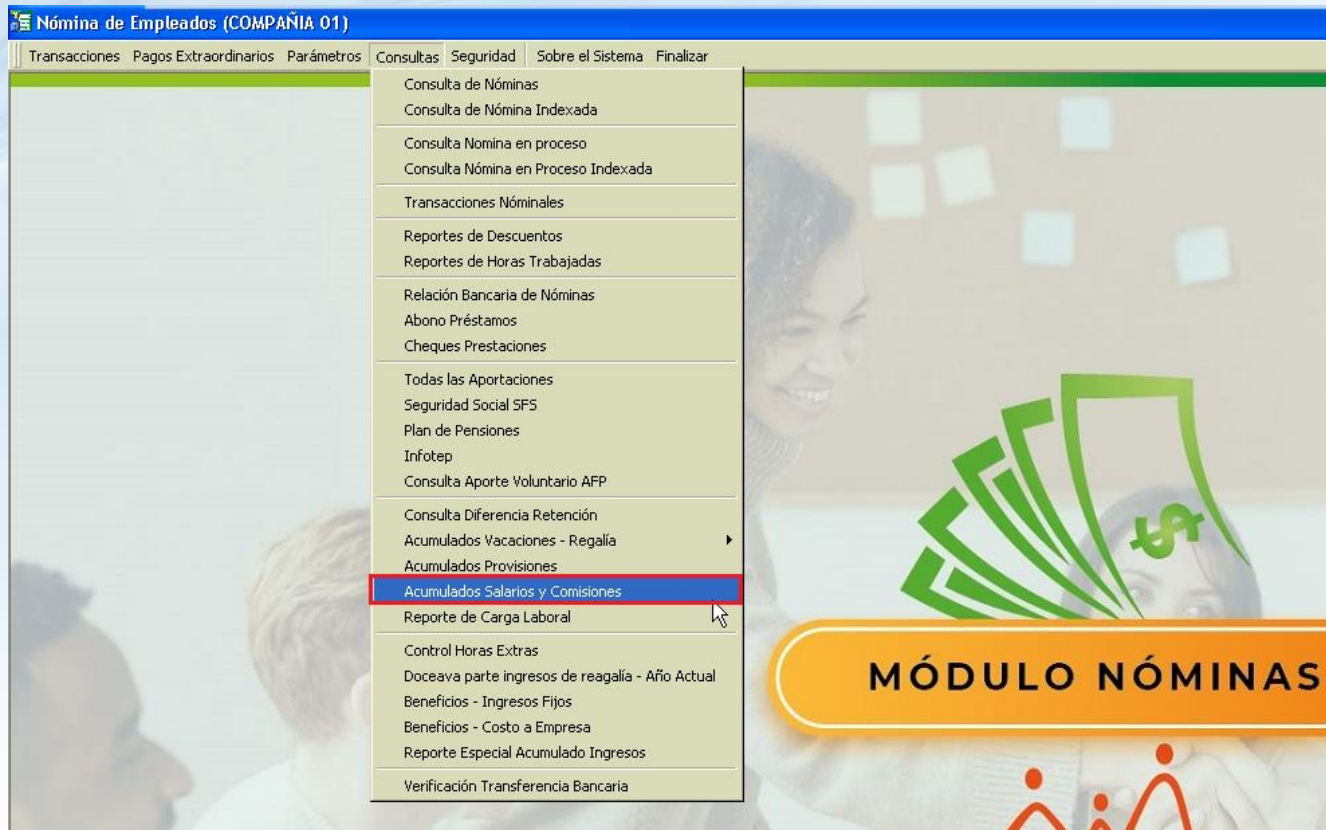 Nómina de Empleados (COMPAÑIA 01)
Transacciones Pagos Extraordinarios Parámetros Consultas Seguridad Sobre el Sistema Finalizar
Consulta de Nóminas
Consulta de Nómina Indexada
Consulta Nomina en proceso
Consulta Nómina en Proceso Indexada
Transacciones Nóminales
Reportes de Descuentos
Reportes de Horas Trabajadas
Relación Bancaria de Nóminas
Abono Préstamos
Cheques Prestaciones
Todas las Aportaciones
Seguridad Social SFS
Plan de Pensiones
Infotep
Consulta Aporte Voluntario AFP
Consulta Diferencia Retención
Acumulados Vacaciones - Regalía
Acumulados Provisiones
Acumulados Salarios y Comisiones
Reporte de Carga Laboral
Control Horas Extras
Doceava parte ingresos de reagalía - Año Actual
Beneficios - Ingresos Fijos
Beneficios - Costo a Empresa
Reporte Especial Acumulado Ingresos
Verificación Transferencia Bancaria
$
MÓDULO NÓMINAS